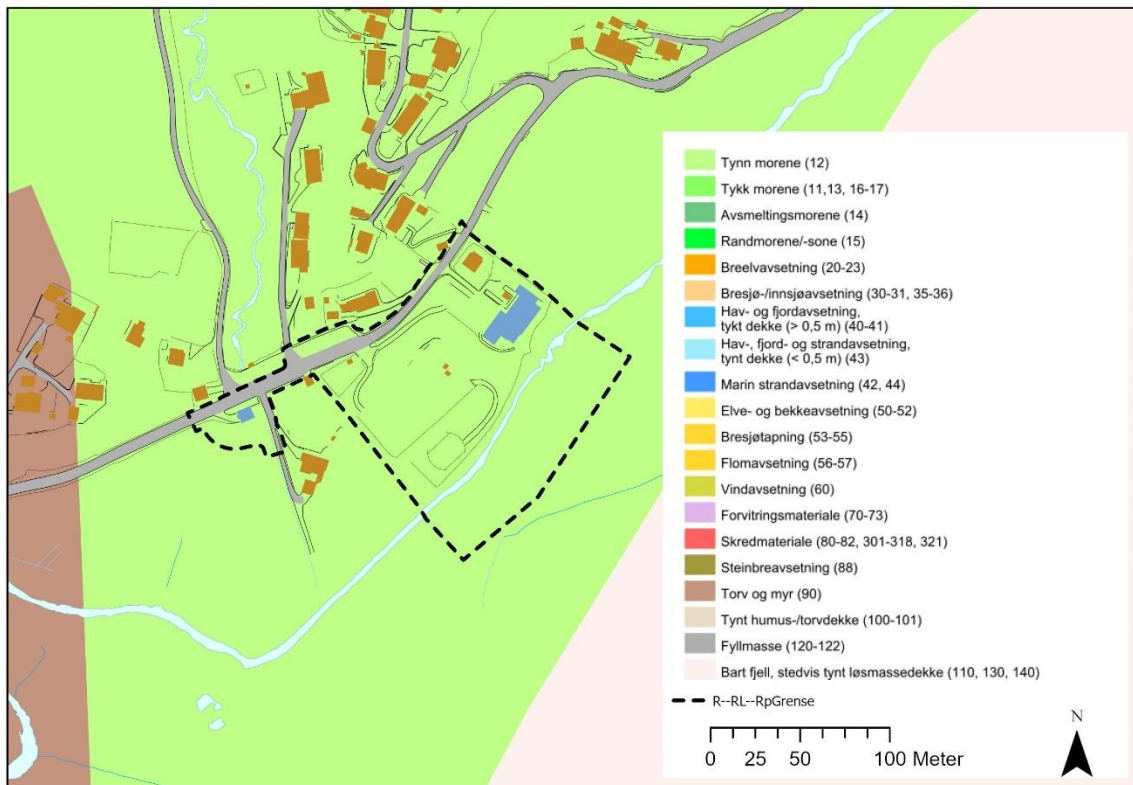 Tynn morene (12)
Tykk morene (11,13, 16-17)
Avsmeltingsmorene (14)
Randmorene/-sone (15)
Breelvavsetning (20-23)
Bresjø-/innsjøavsetning (30-31, 35-36)
Hav- og fjordavsetning,
tykt dekke (> 0,5 m) (40-41)
Hav-, fjord- og strandavsetning,
tynt dekke (< 0,5 m) (43)
Marin strandavsetning (42, 44)
Elve- og bekkeavsetning (50-52)
Bresjøtapning (53-55)
Flomavsetning (56-57)
Vindavsetning (60)
Forvitringsmateriale (70-73)
Skredmateriale (80-82, 301-318, 321)
Steinbreavsetning (88)
Torv og myr (90)
Tynt humus-/torvdekke (100-101)
Fyllmasse (120-122)
Bart fjell, stedvis tynt løsmassedekke (110, 130, 140)
R--RL--RpGrense
0 25 50 100 Meter
N